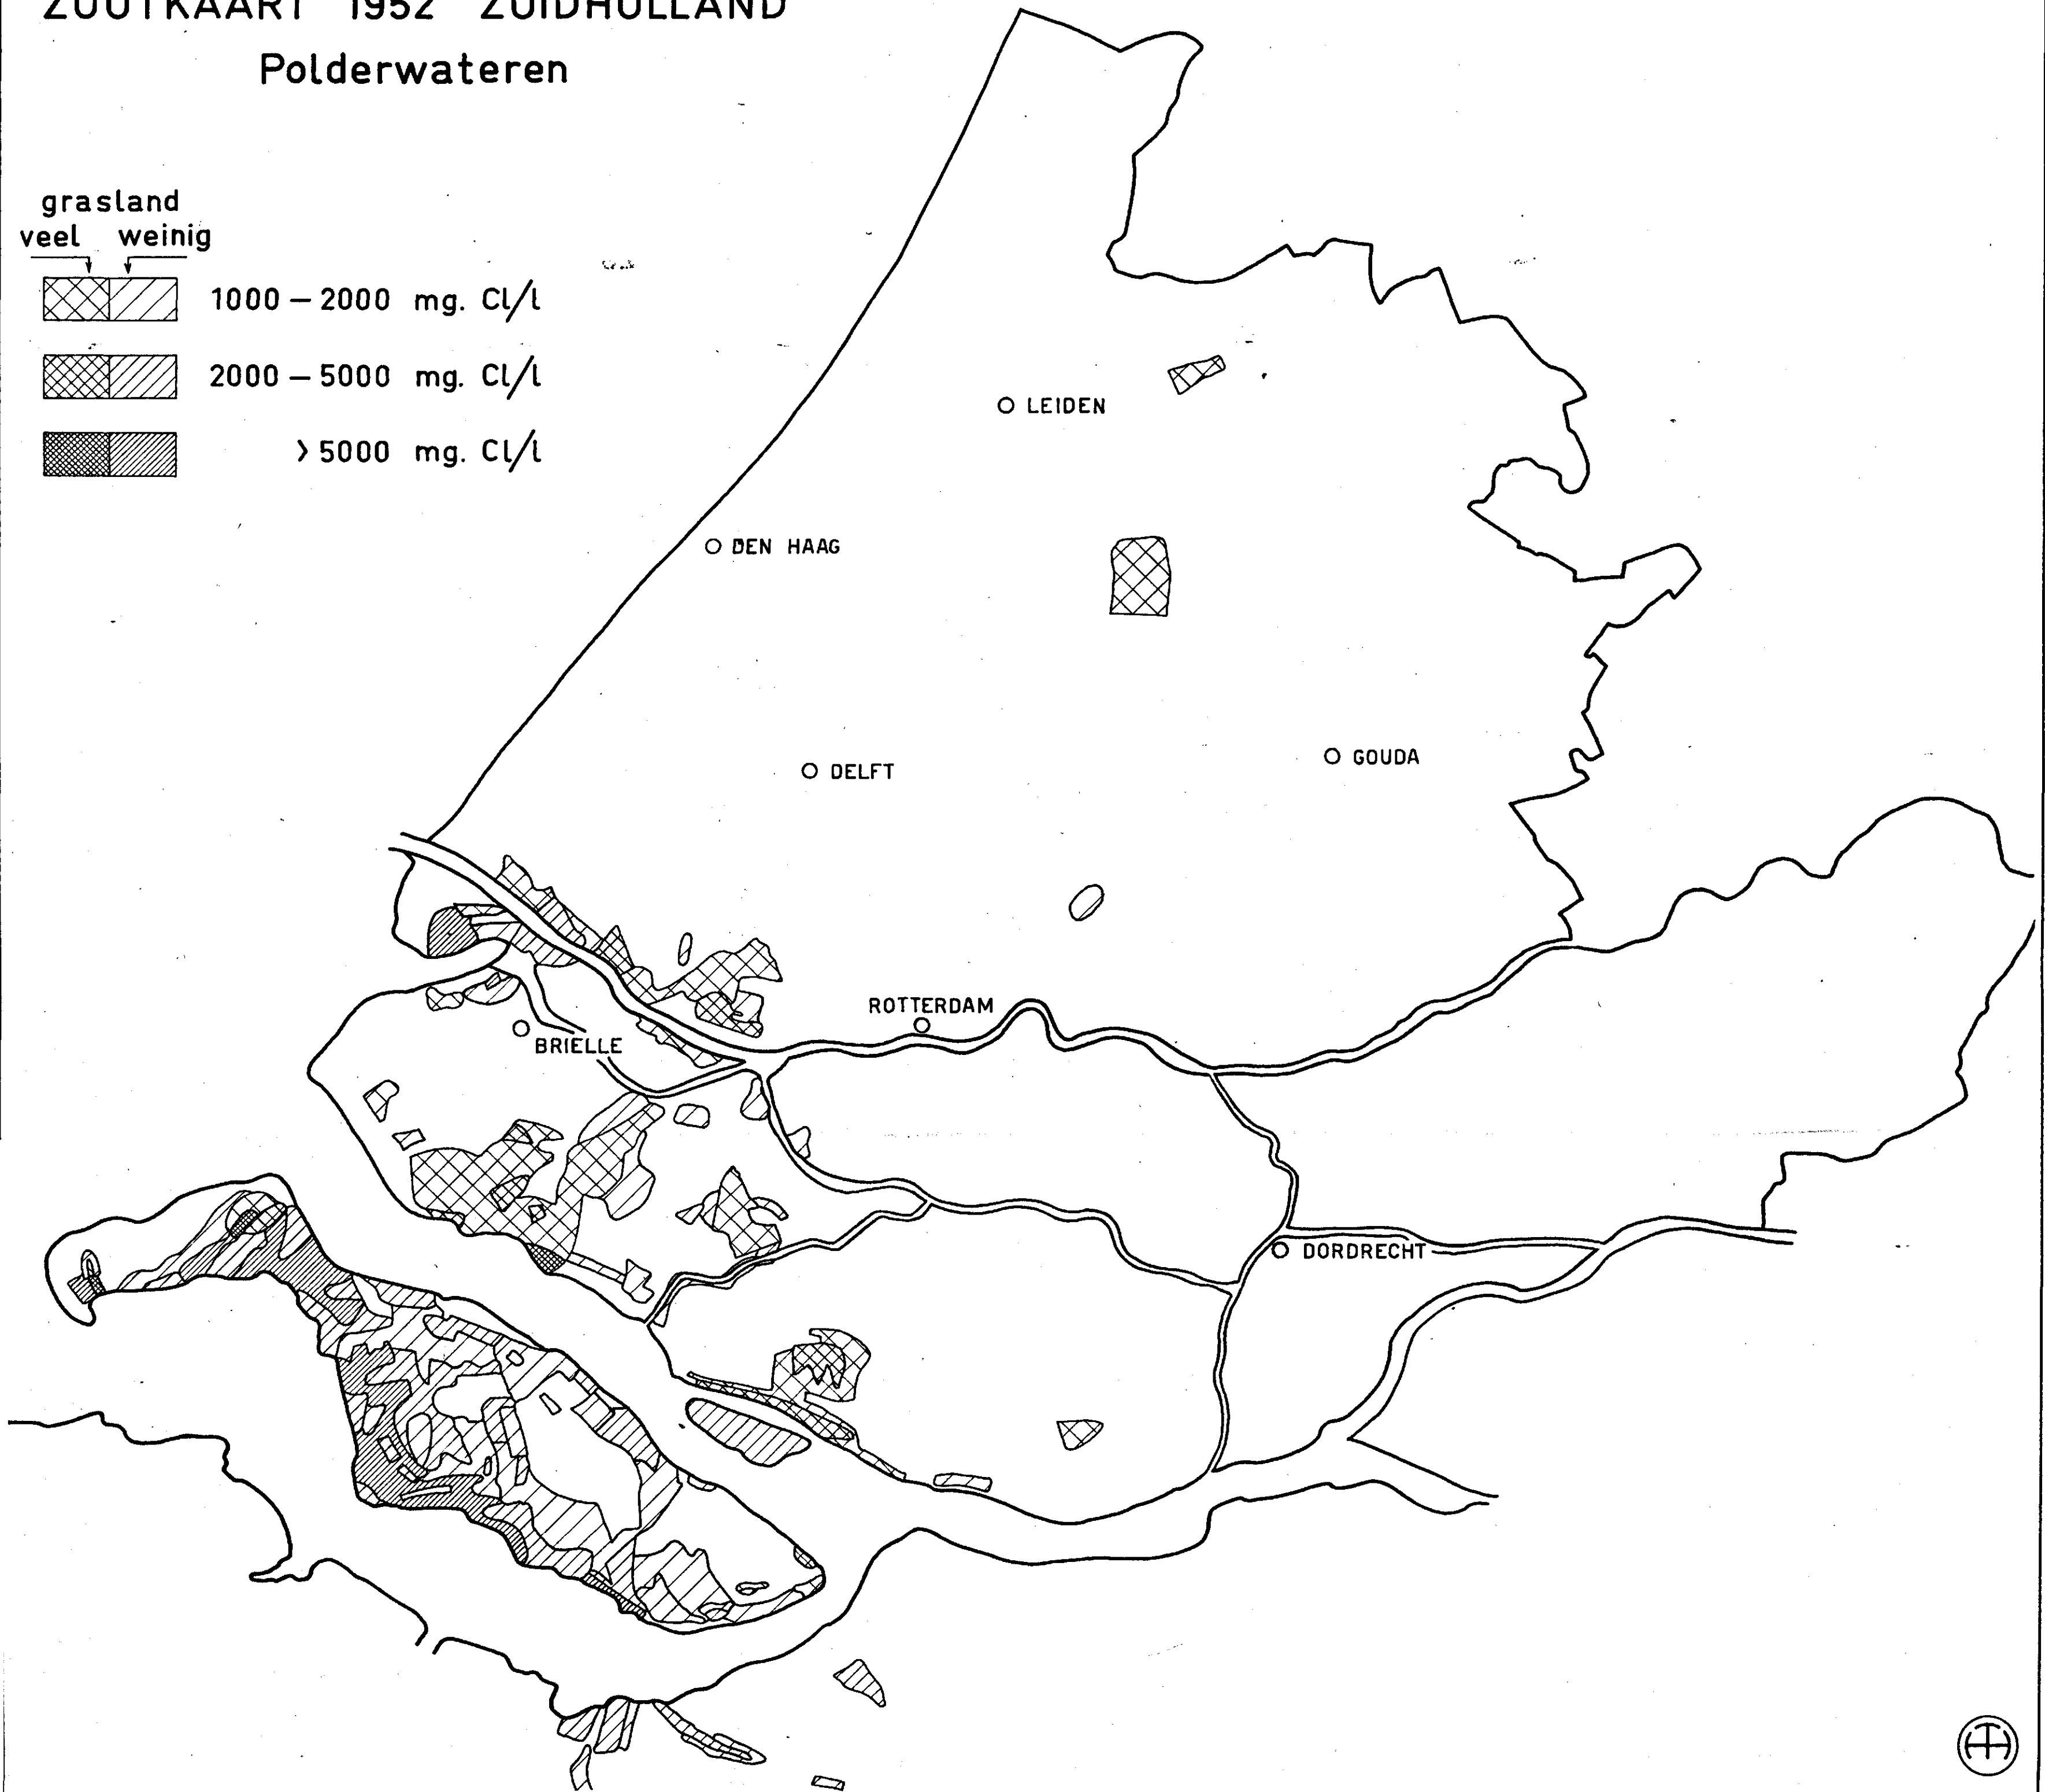 ZOUTKAART 1952 ZUIDHOLLAND
Polderwateren
grasland
veel weinig
1000 – 2000 mg. Cl/l
2000 – 5000 mg. Cl/l
> 5000 mg. Cl/l
LEIDEN
DEN HAAG
DELFT
GOUDA
ROTTERDAM
BRIELLE
DORDRECHT